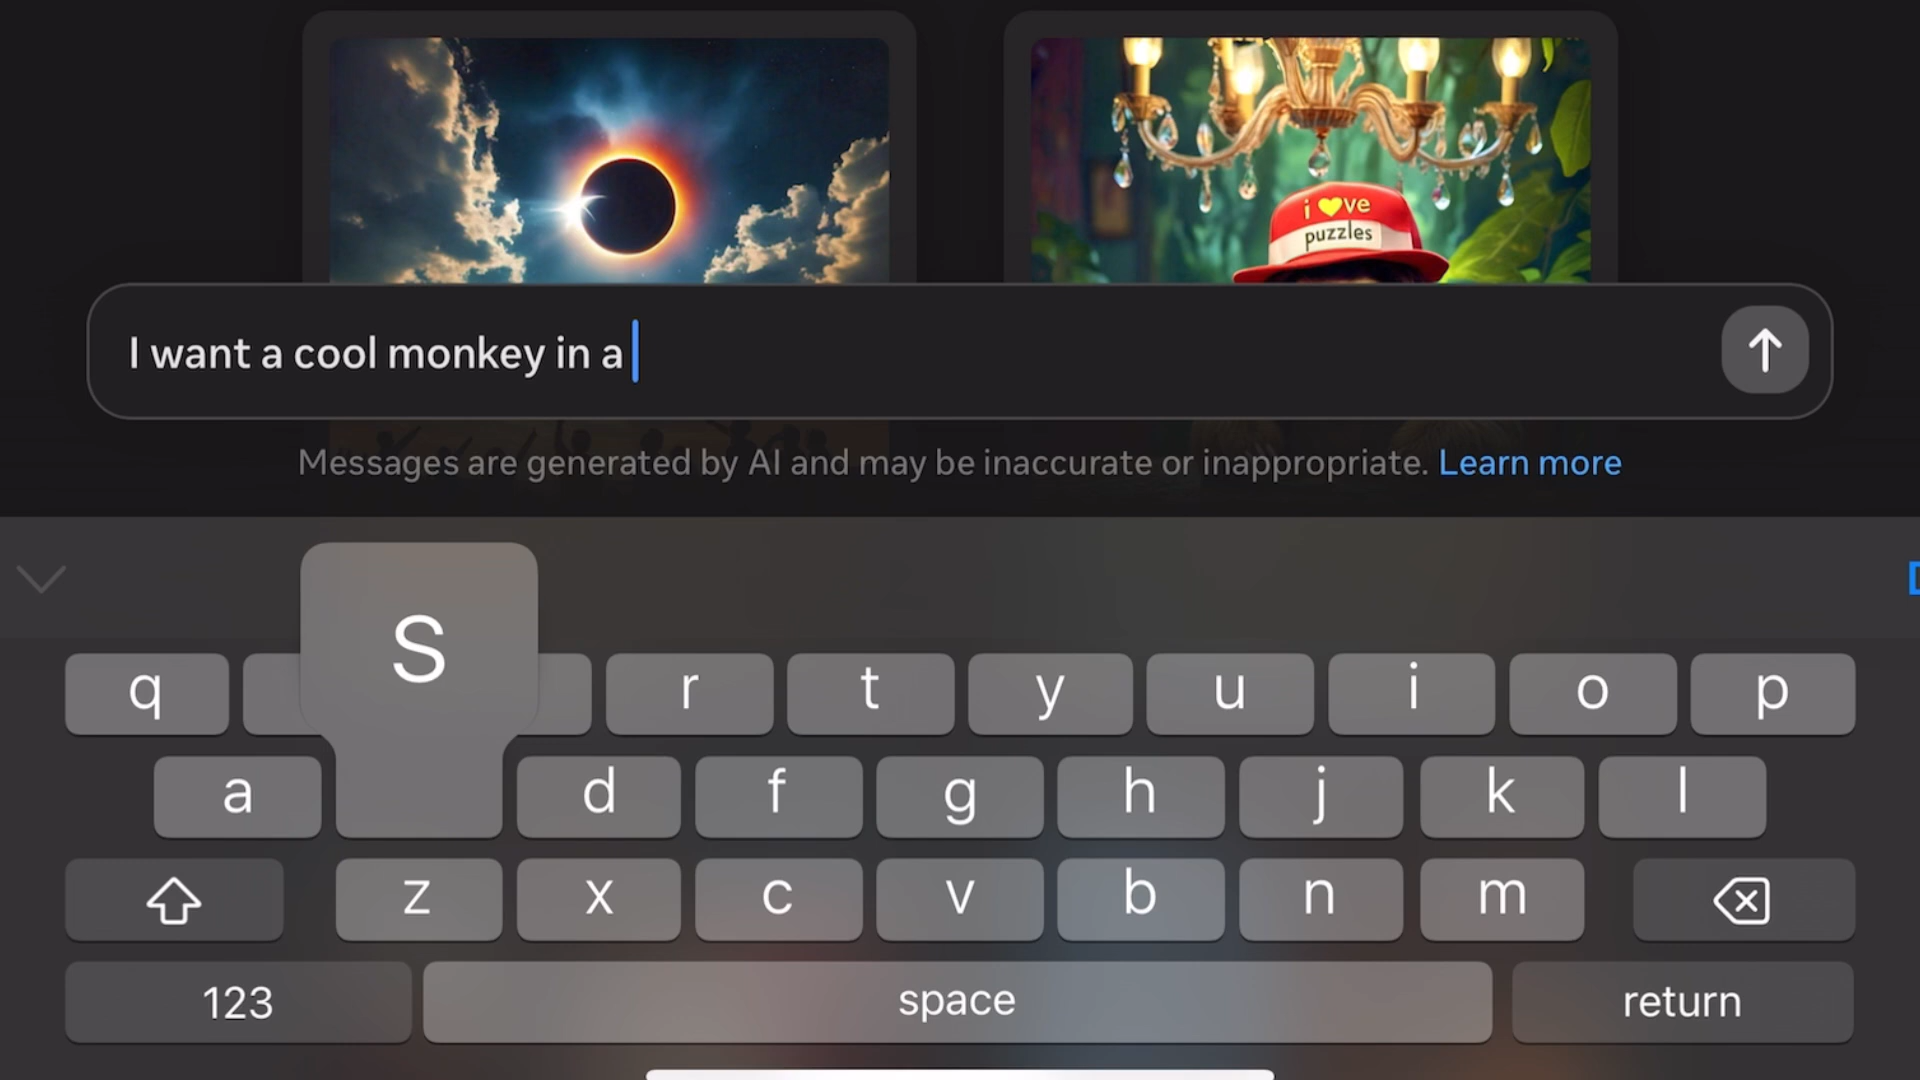 i 💛ve
puzzles
I want a cool monkey in a
Messages are generated by AI and may be inaccurate or inappropriate. Learn more
S
q r t y u i o p
a d f g h j k l
z x c v b n m
123 space return